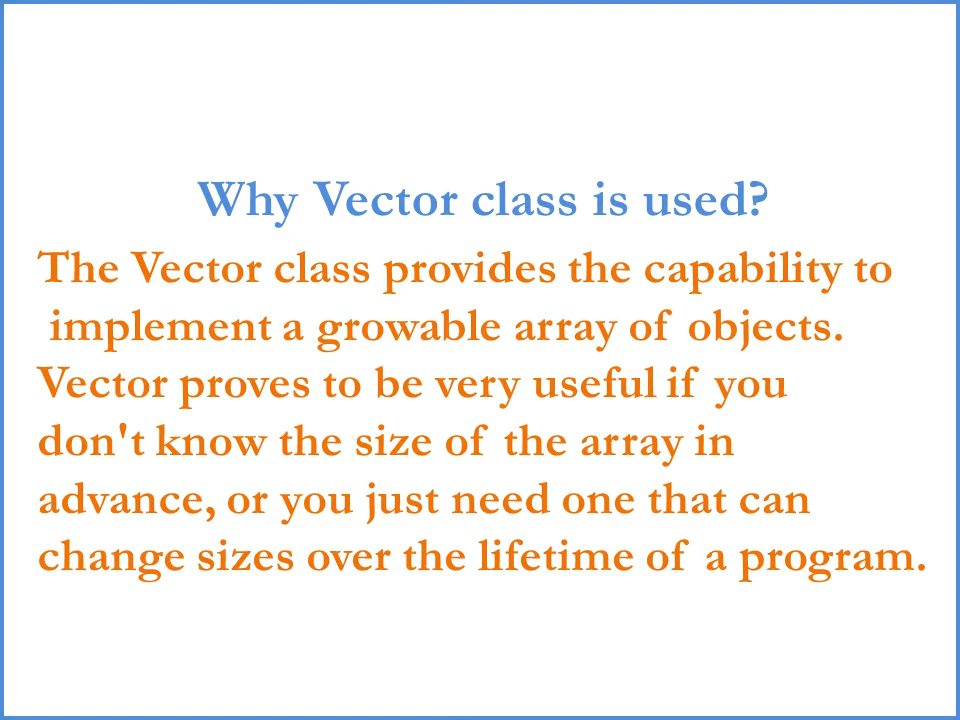 Why Vector class is used?
The Vector class provides the capability to
implement a growable array of objects.
Vector proves to be very useful if you
don't know the size of the array in
advance, or you just need one that can
change sizes over the lifetime of a program.